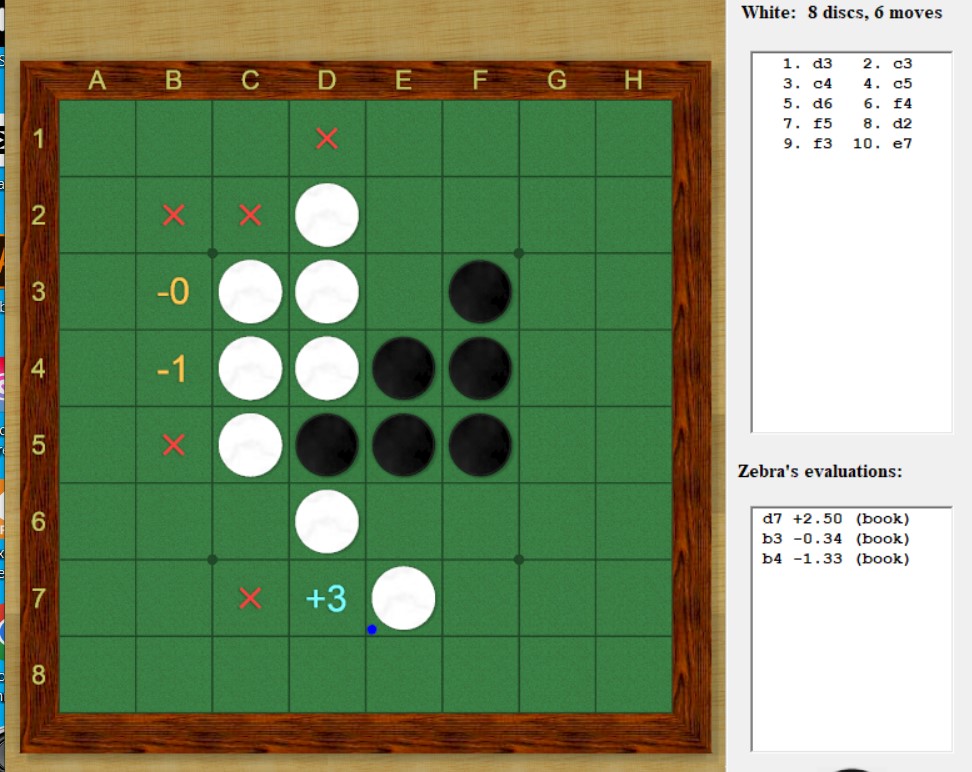 White: 8 discs, 6 moves
A B C D E F G H
1
2
3 -0
4 -1
5
6
7 +3
8
1. d3 2. c3
3. c4 4. c5
5. d6 6. f4
7. f5 8. d2
9. f3 10. e7
Zebra's evaluations:
d7 +2.50 (book)
b3 -0.34 (book)
b4 -1.33 (book)